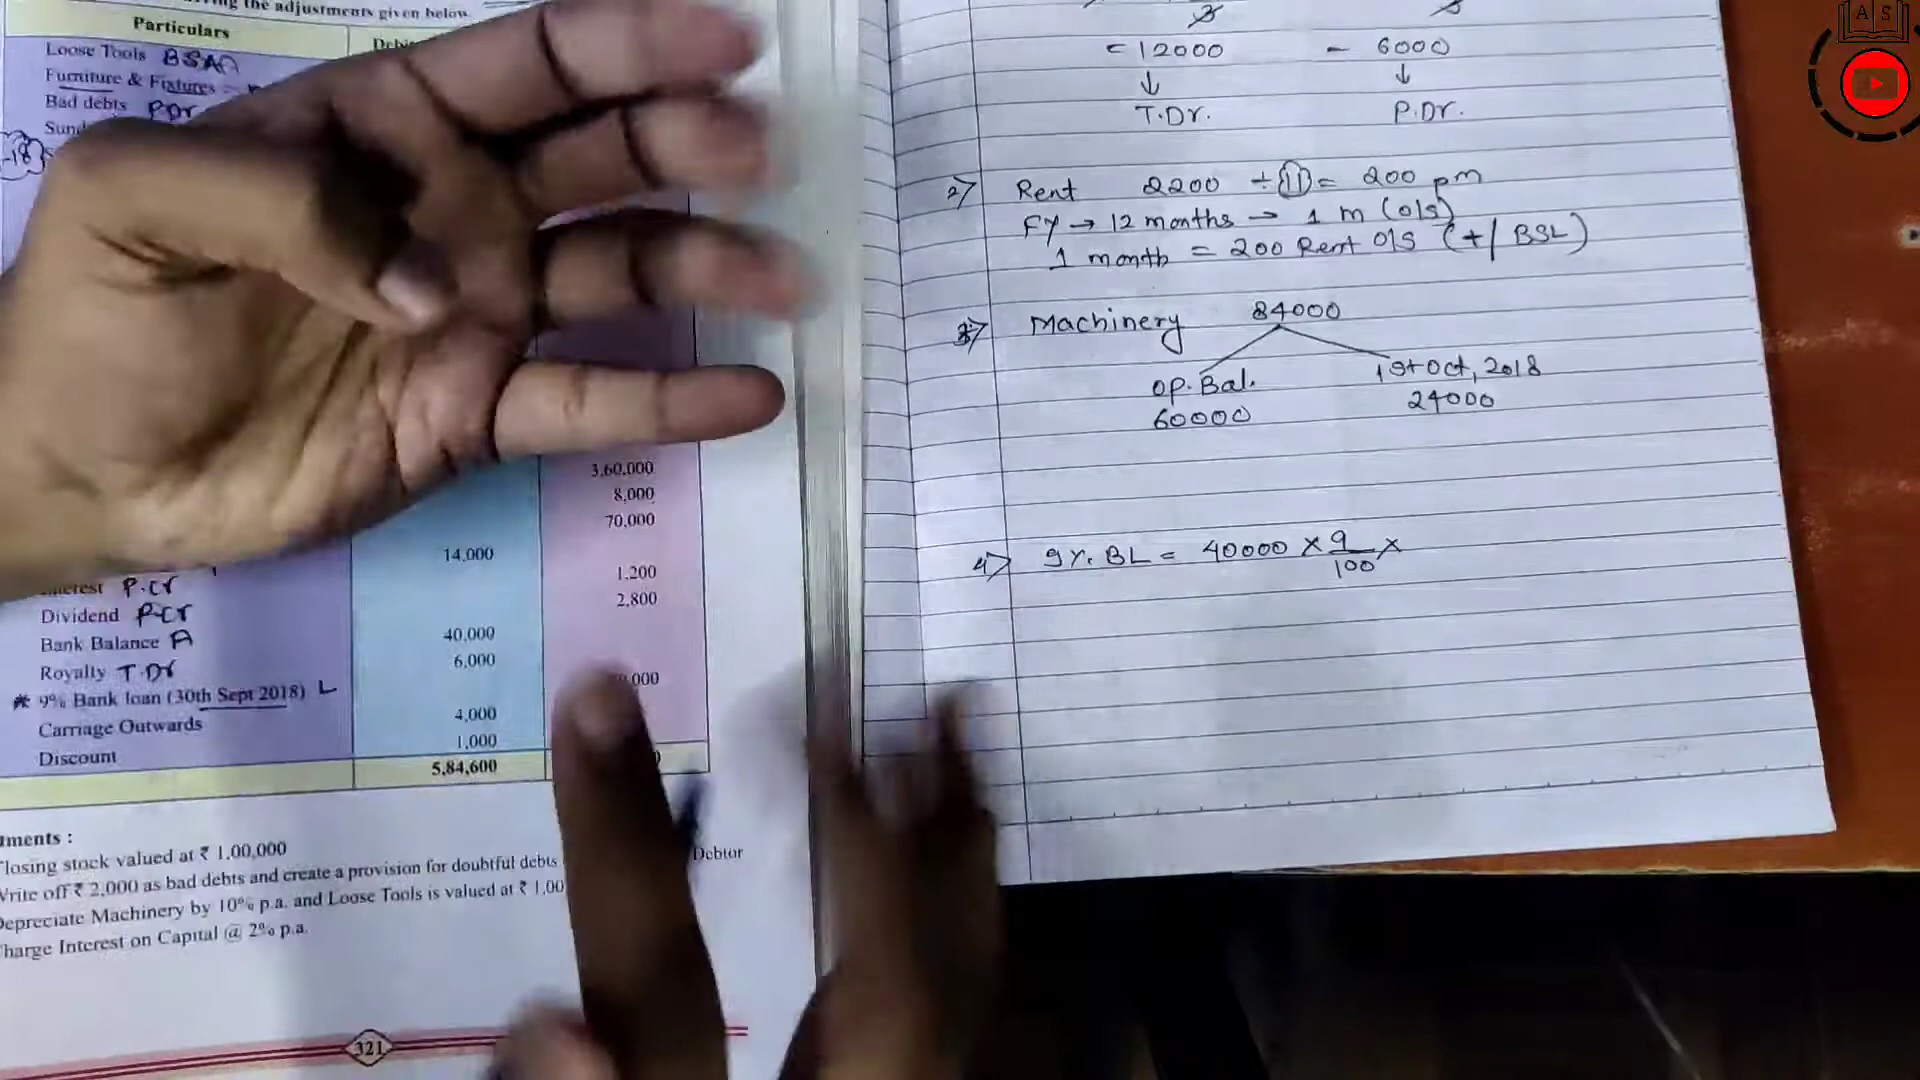 the adjustments given below.
Particulars
Loose Tools BSA
Furniture & Fixtures
Bad debts P.Dr
3,60,000
8,000
70,000
14,000
1,200
Interest P.Cr
2,800
Dividend P.Cr
Bank Balance A 40,000
Royalty T.Dr 6,000
* 9% Bank loan (30th Sept 2018) L
Carriage Outwards 4,000
Discount 1,000
5,84,600
Closing stock valued at ₹ 1,00,000
Write off ₹ 2,000 as bad debts and create a provision for doubtful debts Debtor
Depreciate Machinery by 10% p.a. and Loose Tools is valued at ₹ 1,00
Charge Interest on Capital @ 2% p.a.
321
= 12000 - 6000
↓ ↓
T.Dr. P.Dr.
2) Rent 2200 ÷ 11 = 200 pm
FY → 12 months → 1 m (o/s)
1 month = 200 Rent O/S (+/BSL)
3) Machinery 84000
Op. Bal. 1st Oct, 2018
60000 24000
4) 9%. BL = 40000 × 9/100 ×
A S